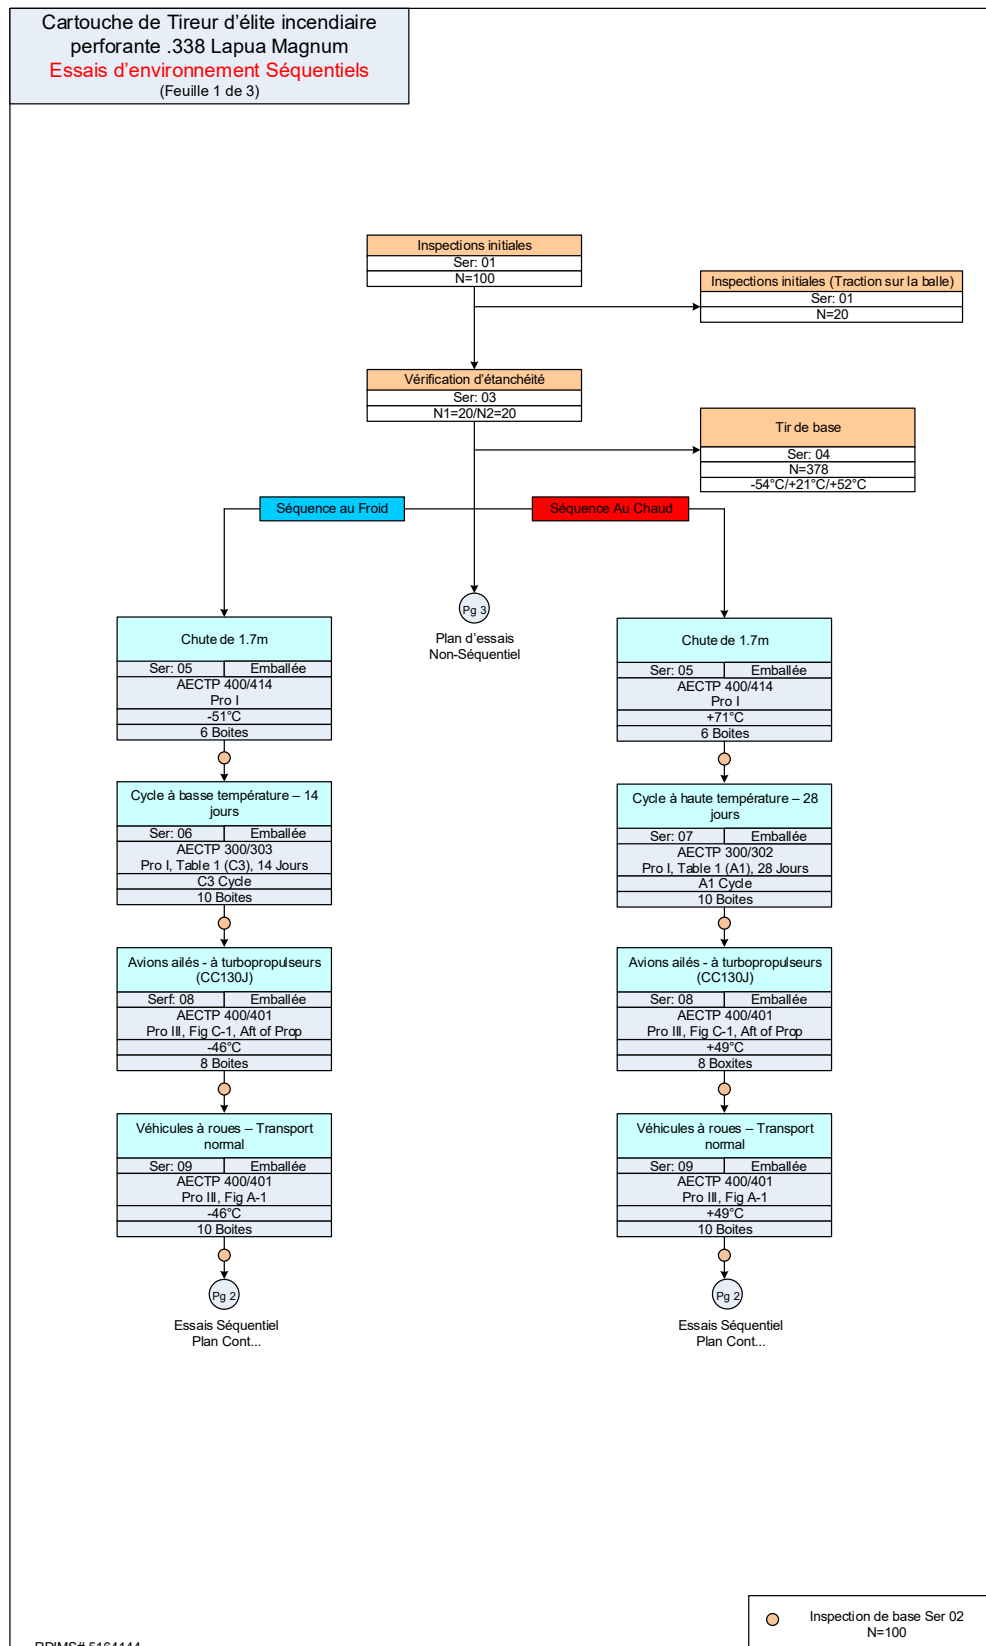 Cartouche de Tireur d'élite incendiaire
perforante .338 Lapua Magnum
Essais d'environnement Séquentiels
(Feuille 1 de 3)
Inspections initiales
Ser: 01
N=100
Inspections initiales (Traction sur la balle)
Ser: 01
N=20
Vérification d'étanchéité
Ser: 03
N1=20/N2=20
Tir de base
Ser: 04
N=378
-54°C/+21°C/+52°C
Séquence au Froid
Séquence Au Chaud
Pg 3
Plan d'essais
Non-Séquentiel
Chute de 1.7m
Ser: 05 Emballée
AECTP 400/414
Pro I
-51°C
6 Boites
Cycle à basse température – 14
jours
Ser: 06 Emballée
AECTP 300/303
Pro I, Table 1 (C3), 14 Jours
C3 Cycle
10 Boites
Avions ailés - à turbopropulseurs
(CC130J)
Serf: 08 Emballée
AECTP 400/401
Pro III, Fig C-1, Aft of Prop
-46°C
8 Boites
Véhicules à roues – Transport
normal
Ser: 09 Emballée
AECTP 400/401
Pro III, Fig A-1
-46°C
10 Boites
Pg 2
Essais Séquentiel
Plan Cont...
Chute de 1.7m
Ser: 05 Emballée
AECTP 400/414
Pro I
+71°C
6 Boites
Cycle à haute température – 28
jours
Ser: 07 Emballée
AECTP 300/302
Pro I, Table 1 (A1), 28 Jours
A1 Cycle
10 Boites
Avions ailés - à turbopropulseurs
(CC130J)
Ser: 08 Emballée
AECTP 400/401
Pro III, Fig C-1, Aft of Prop
+49°C
8 Boxites
Véhicules à roues – Transport
normal
Ser: 09 Emballée
AECTP 400/401
Pro III, Fig A-1
+49°C
10 Boites
Pg 2
Essais Séquentiel
Plan Cont...
Inspection de base Ser 02
N=100
RDIMS# 5164144